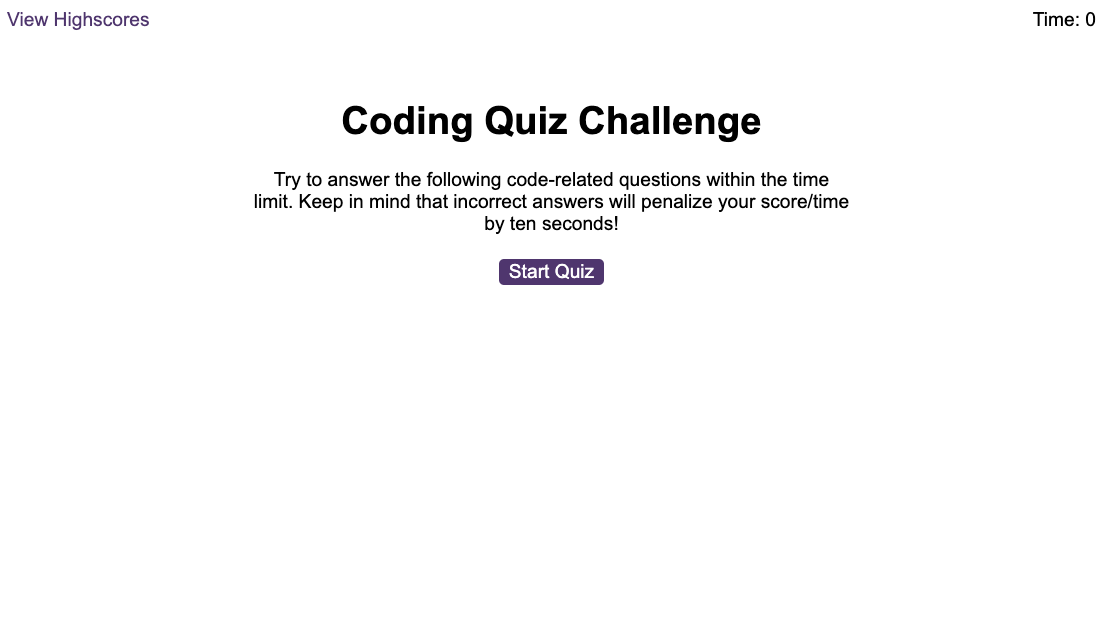 View Highscores
Time: 0
Coding Quiz Challenge
Try to answer the following code-related questions within the time
limit. Keep in mind that incorrect answers will penalize your score/time
by ten seconds!
Start Quiz